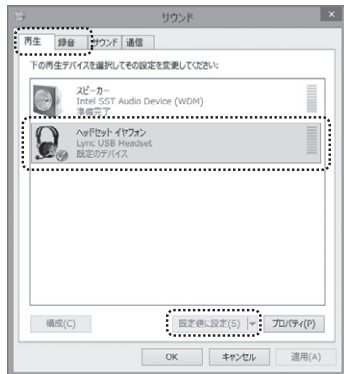 サウンド
再生 録音 サウンド 通信
下の再生デバイスを選択してその設定を変更してください:
スピーカー
Intel SST Audio Device (WDM)
準備完了
ヘッドセット イヤフォン
Lync USB Headset
既定のデバイス
構成(C) 既定値に設定(S) プロパティ(P)
OK キャンセル 適用(A)